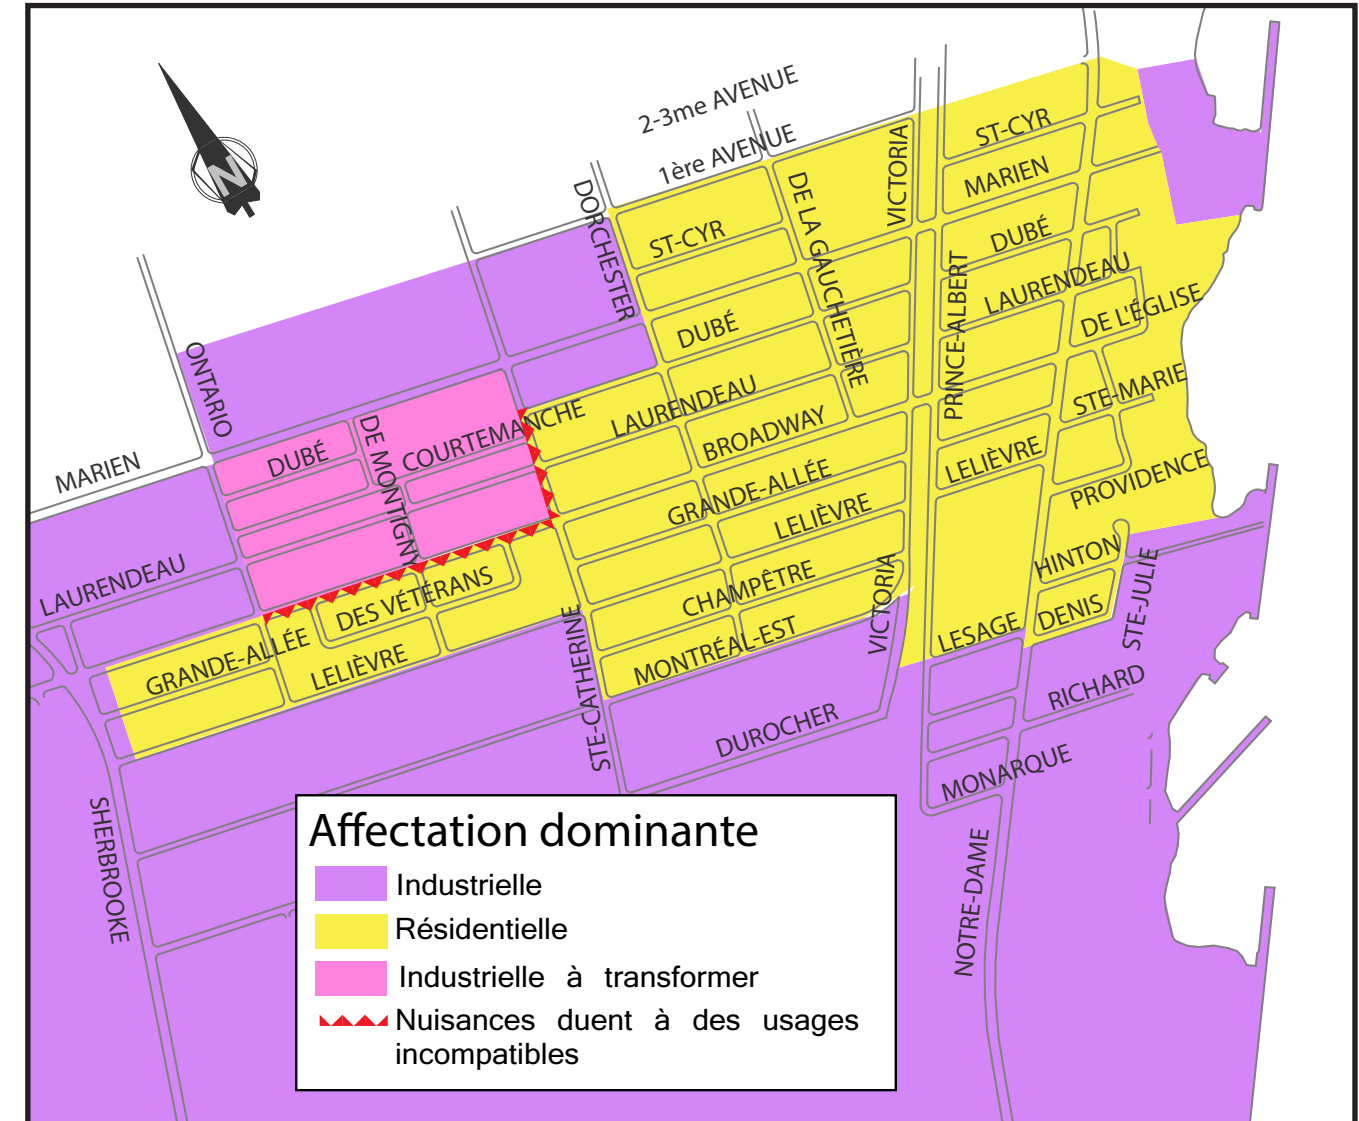 2-3me AVENUE
1ère AVENUE
ST-CYR
MARIEN
DUBÉ
LAURENDEAU
DE L'ÉGLISE
STE-MARIE
PROVIDENCE
LELIÈVRE
HINTON
DENIS
LESAGE
STE-JULIE
RICHARD
MONARQUE
NOTRE-DAME
PRINCE-ALBERT
VICTORIA
DE LA GAUCHETIÈRE
DORCHESTER
ST-CYR
DUBÉ
LAURENDEAU
BROADWAY
GRANDE-ALLÉE
LELIÈVRE
CHAMPÊTRE
MONTRÉAL-EST
VICTORIA
DUROCHER
STE-CATHERINE
N
ONTARIO
MARIEN
DUBÉ
DE MONTIGNY
COURTEMANCHE
LAURENDEAU
DES VÉTÉRANS
GRANDE-ALLÉE
LELIÈVRE
SHERBROOKE
Affectation dominante
Industrielle
Résidentielle
Industrielle à transformer
Nuisances duent à des usages
incompatibles